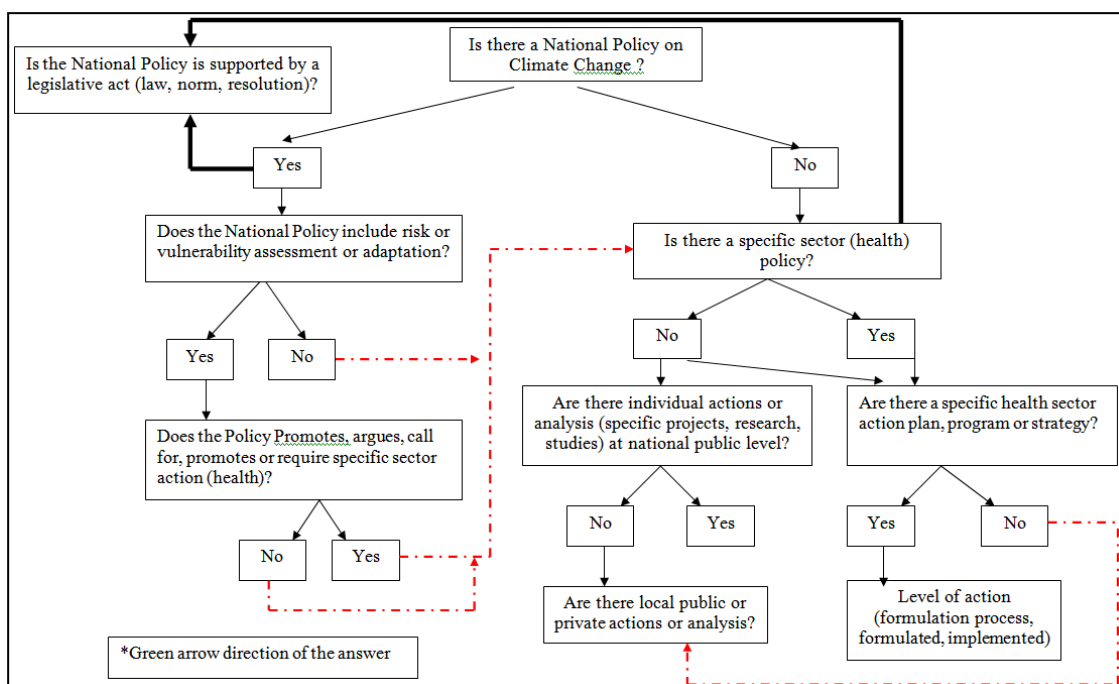 Is there a National Policy on
Climate Change ?
Is the National Policy is supported by a
legislative act (law, norm, resolution)?
Yes
No
Does the National Policy include risk or
vulnerability assessment or adaptation?
Is there a specific sector (health)
policy?
Yes
No
No
Yes
Does the Policy Promotes, argues, call
for, promotes or require specific sector
action (health)?
Are there individual actions or
analysis (specific projects, research,
studies) at national public level?
Are there a specific health sector
action plan, program or strategy?
No
Yes
No
Yes
Yes
No
Are there local public or
private actions or analysis?
Level of action
(formulation process,
formulated, implemented)
*Green arrow direction of the answer